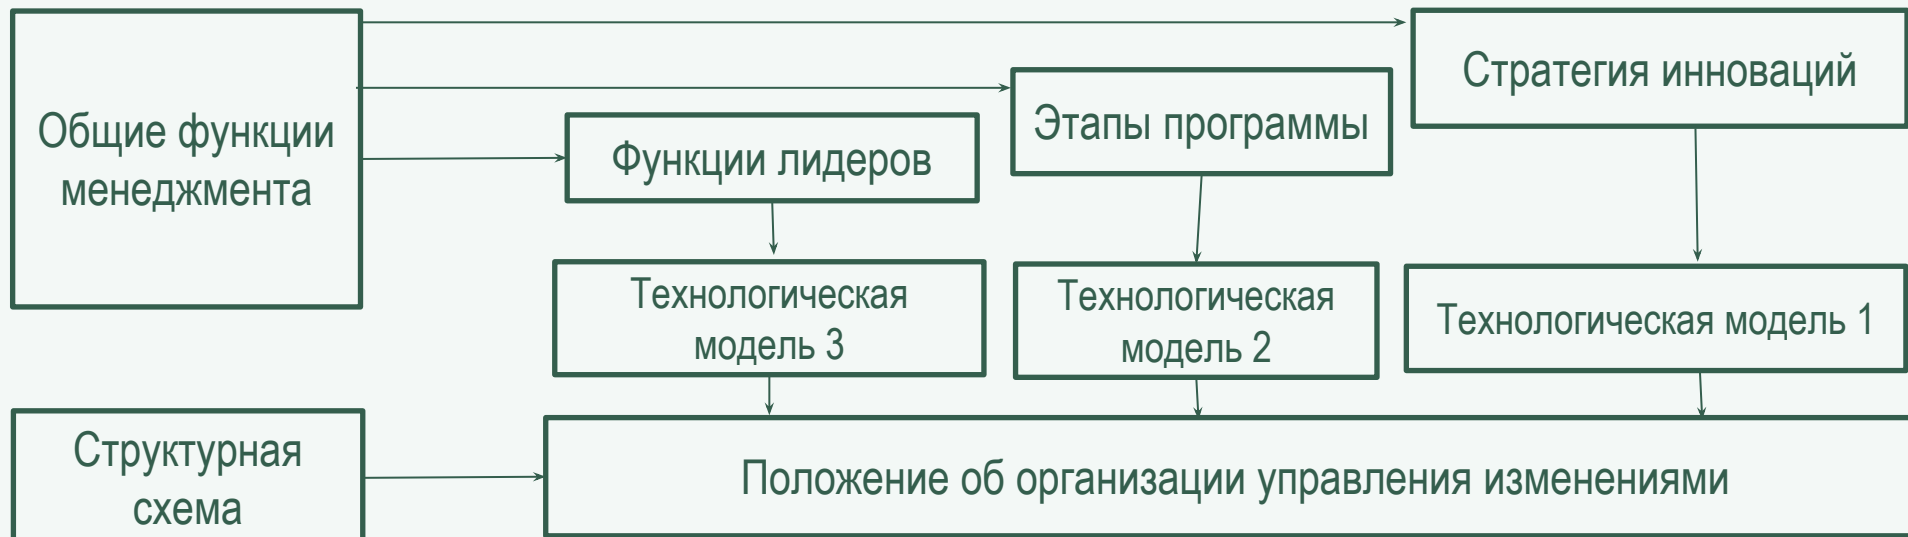 Общие функции
менеджмента
Функции лидеров
Этапы программы
Стратегия инноваций
Технологическая
модель 3
Технологическая
модель 2
Технологическая модель 1
Структурная
схема
Положение об организации управления изменениями